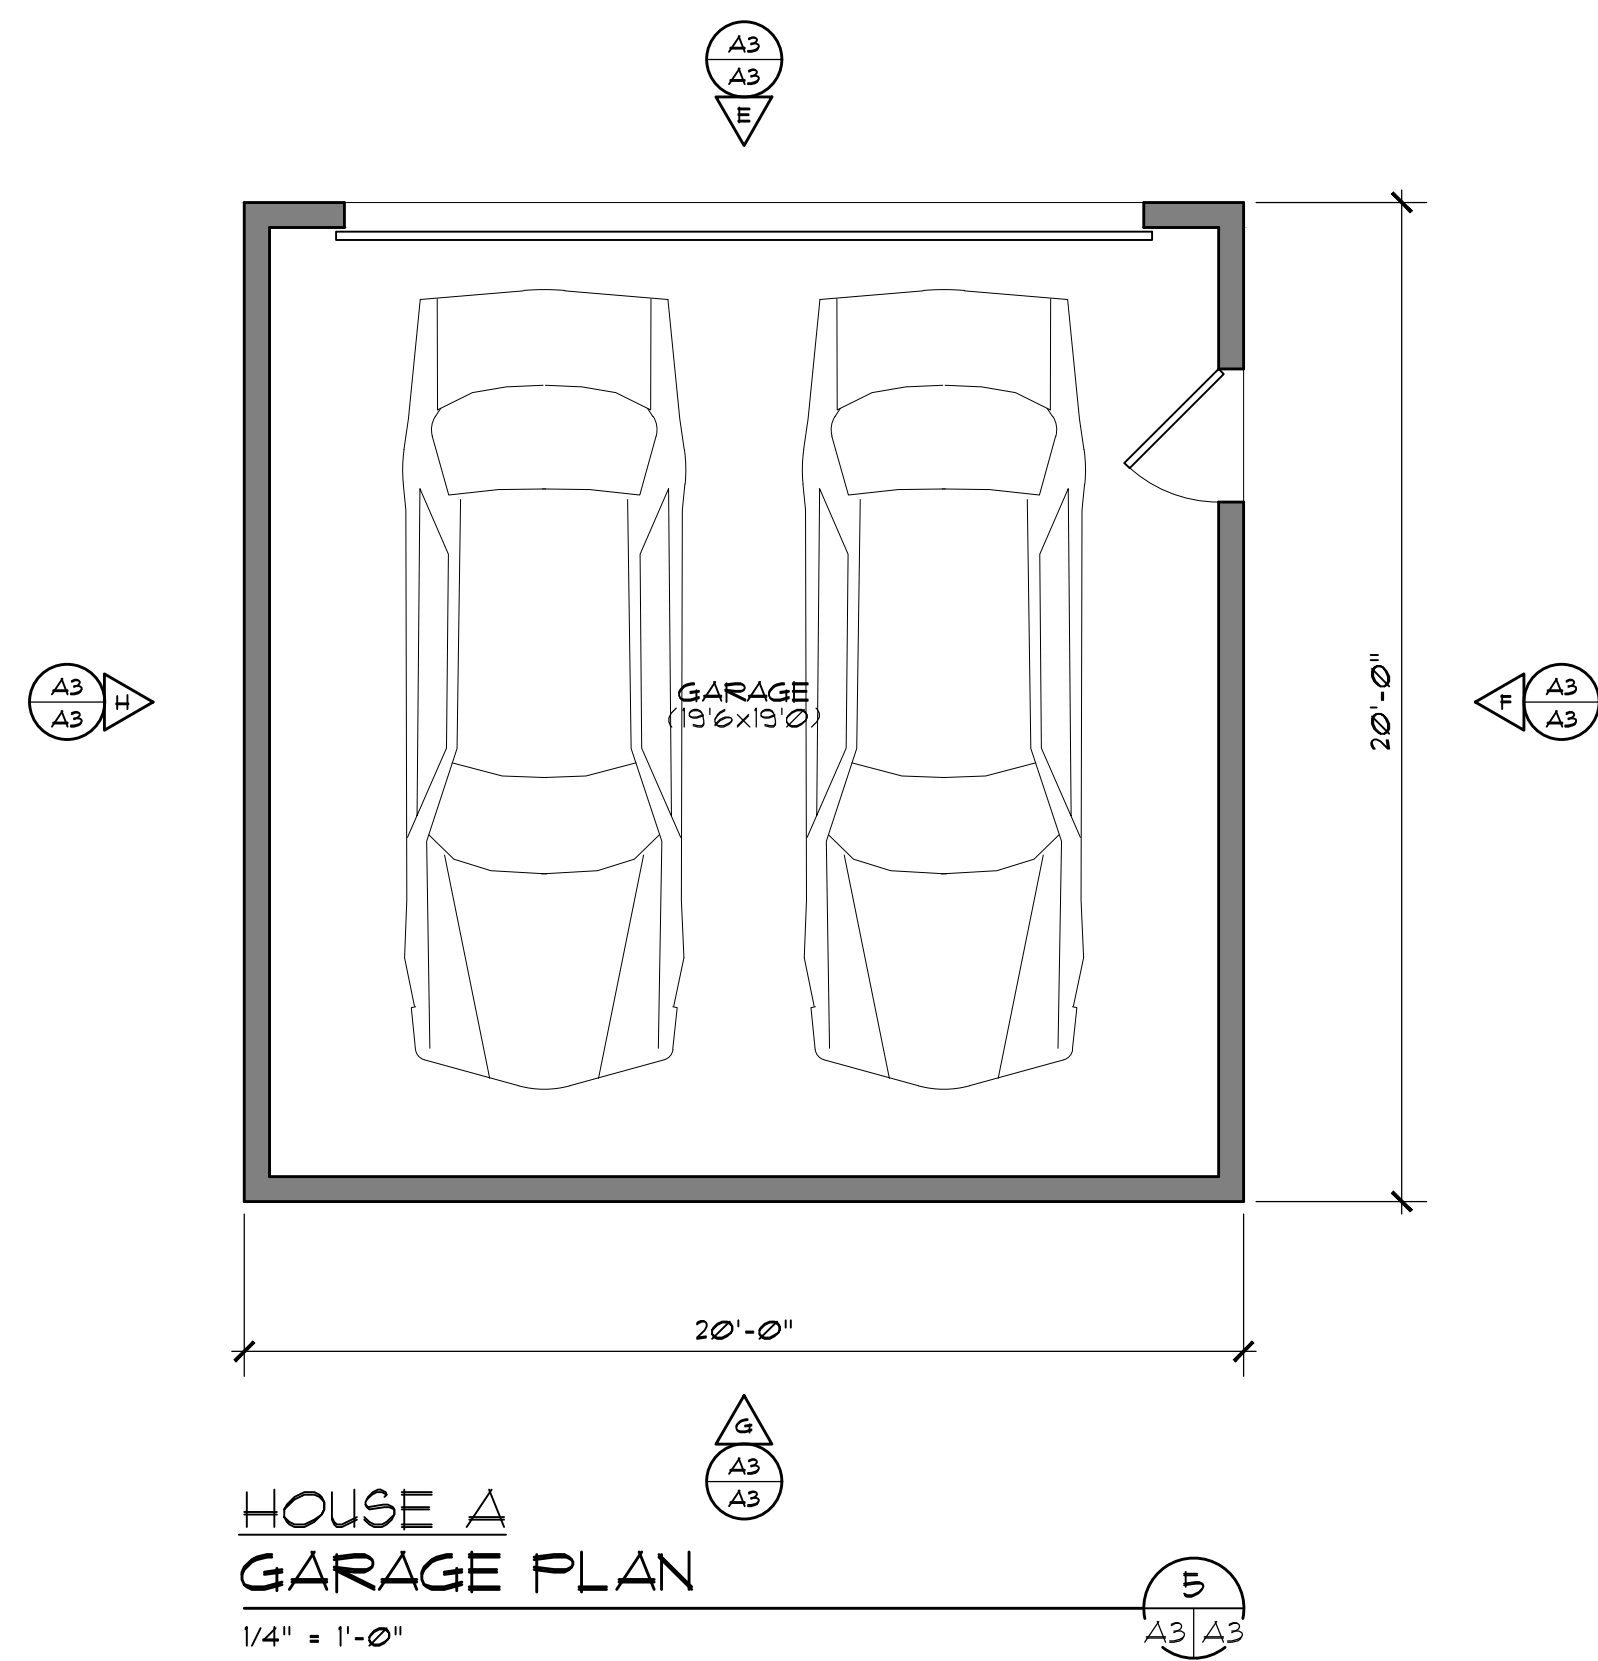 A3
A3
E
GARAGE
(19'6x19'0)
A3
A3
H
F
A3
A3
20'-0"
20'-0"
G
A3
A3
HOUSE A
GARAGE PLAN
5
A3 A3
1/4" = 1'-0"